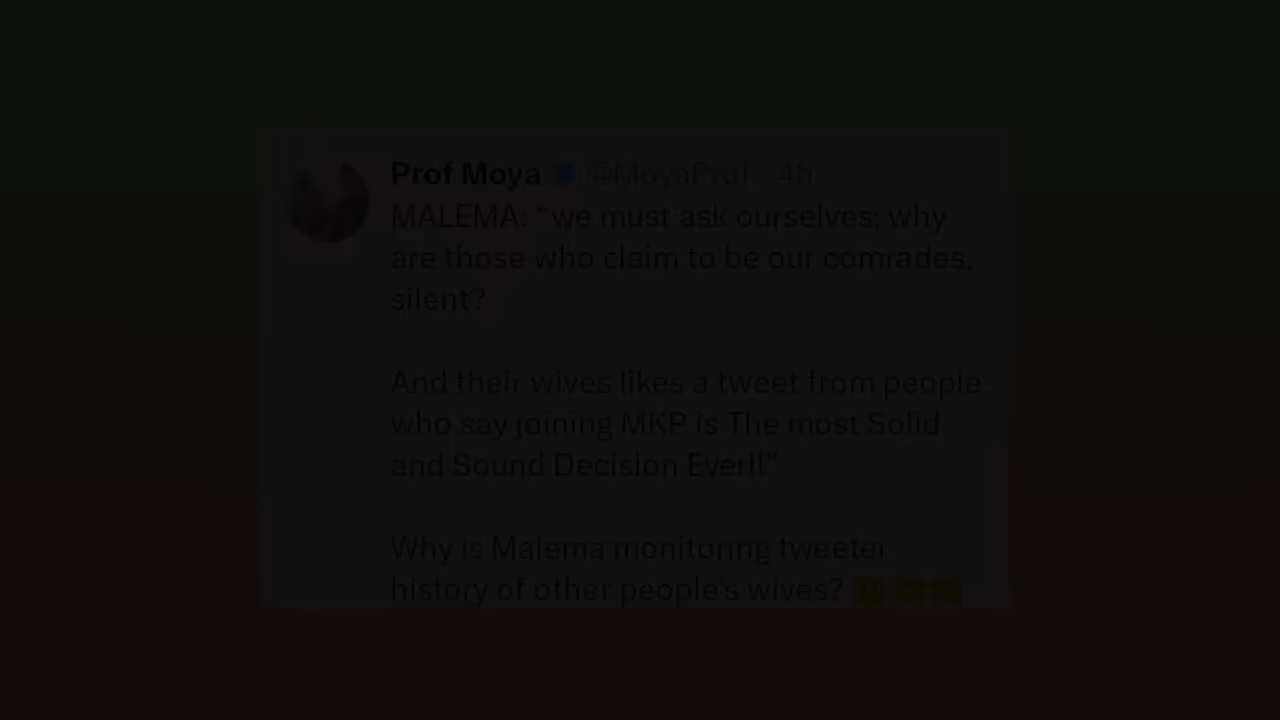 Prof Moya @MoyaProf · 4h
MALEMA: "we must ask ourselves; why
are those who claim to be our comrades,
silent?
And their wives likes a tweet from people
who say joining MKP is The most Solid
and Sound Decision Ever!!"
Why is Malema monitoring tweeter
history of other people's wives?